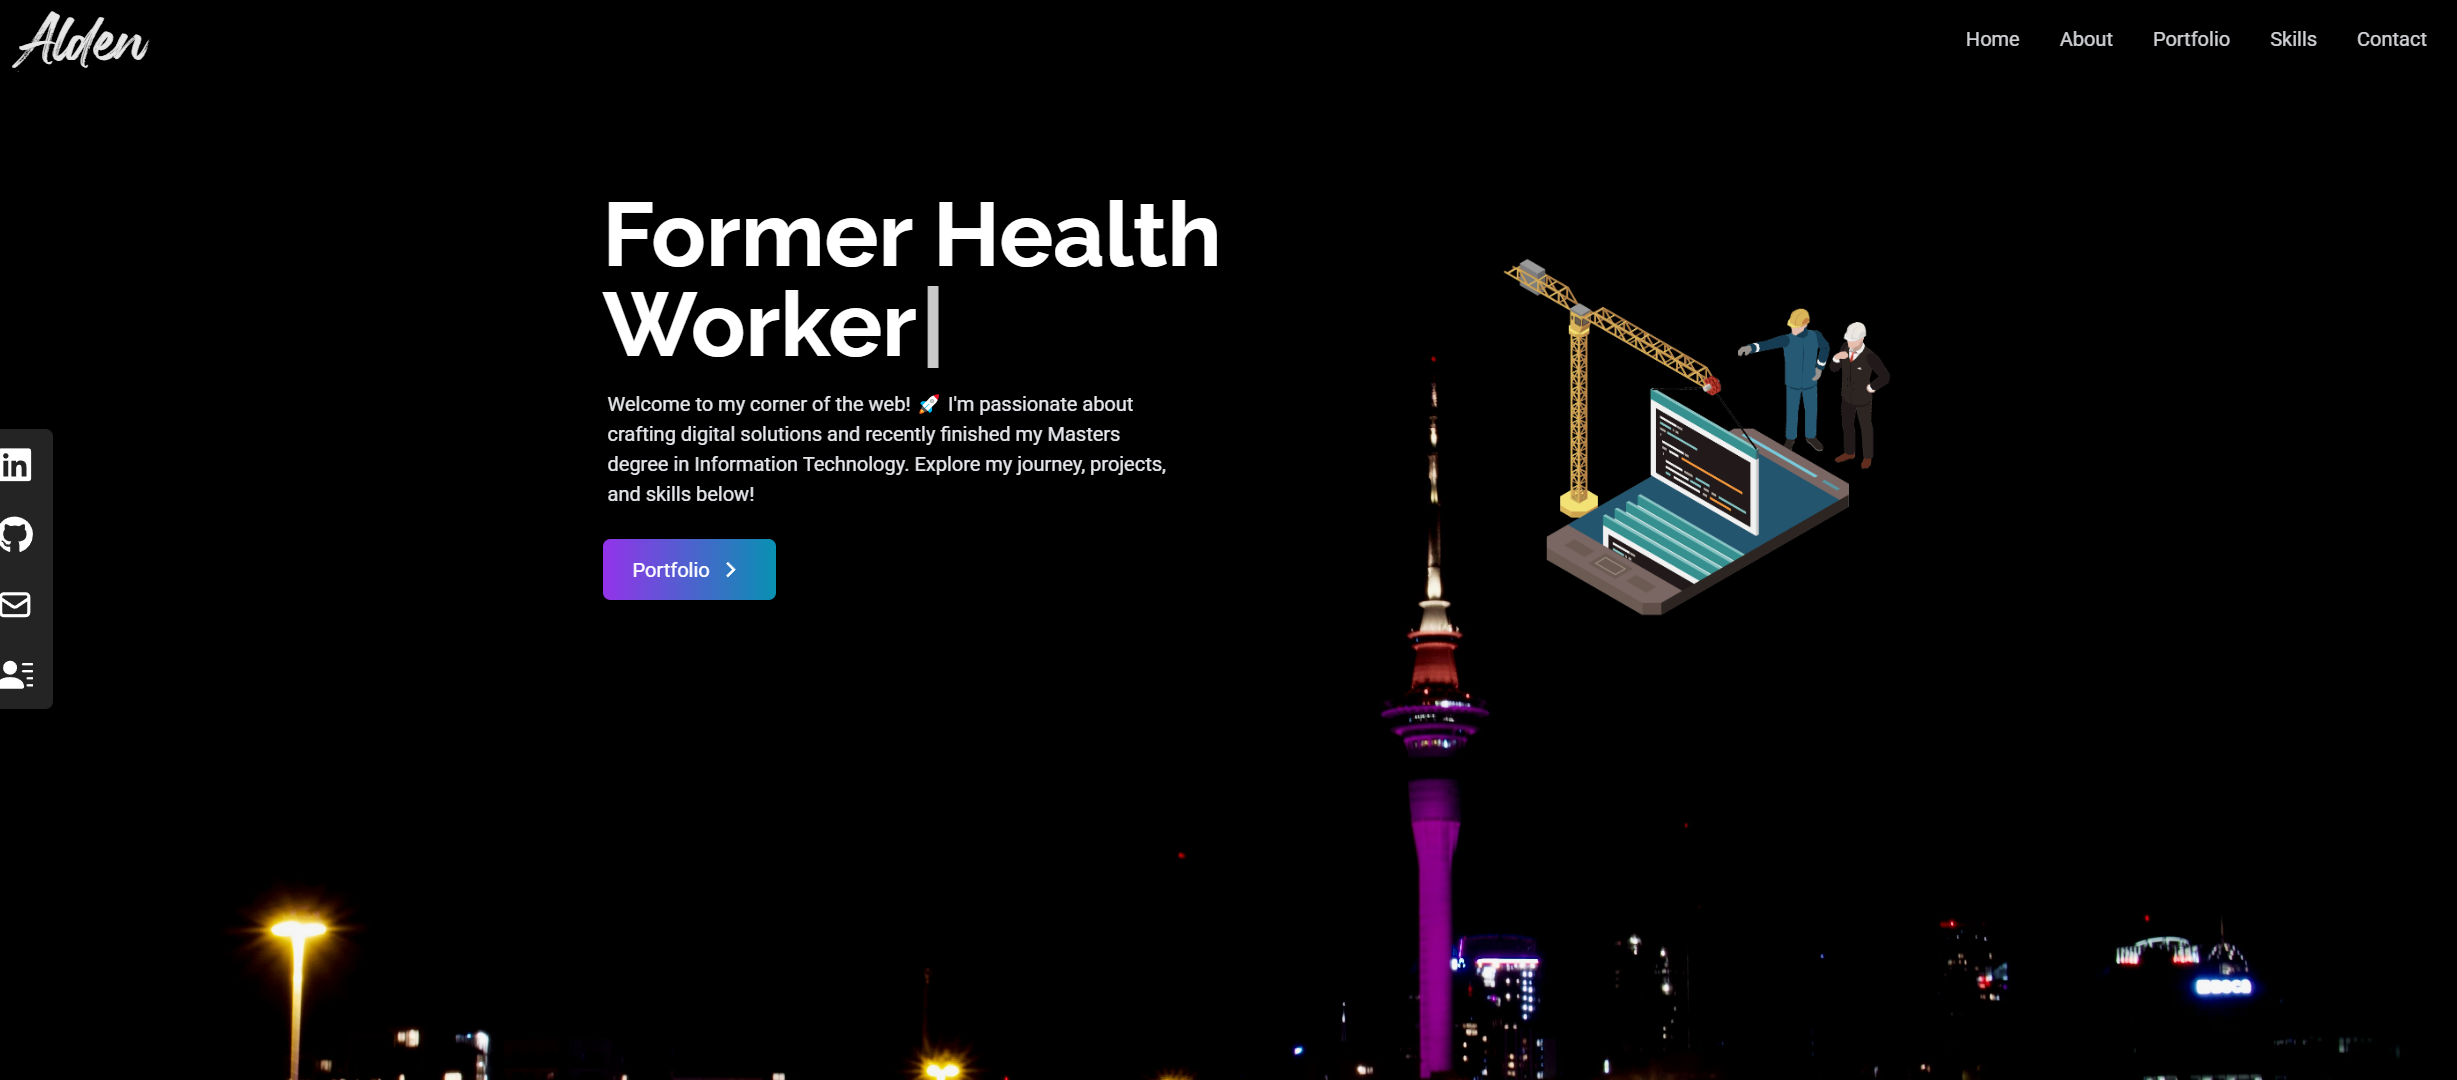 Alden
Home About Portfolio Skills Contact
Former Health
Worker
Welcome to my corner of the web! 🚀 I'm passionate about
crafting digital solutions and recently finished my Masters
degree in Information Technology. Explore my journey, projects,
and skills below!
in
Portfolio